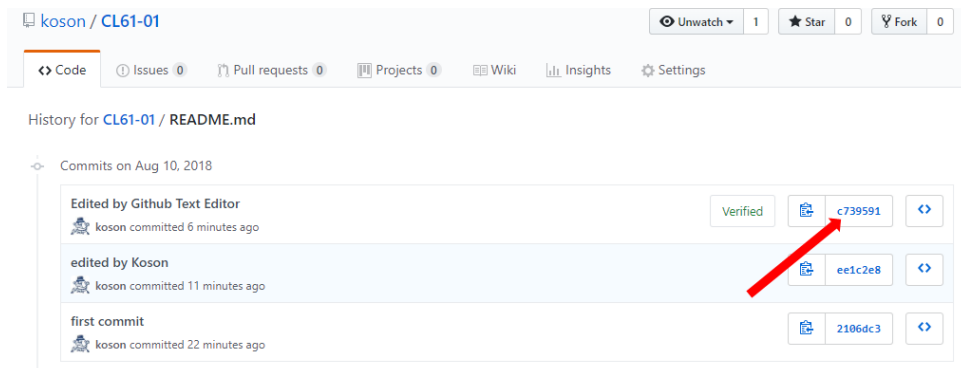 koson / CL61-01
Unwatch 1 Star 0 Fork 0
Code Issues 0 Pull requests 0 Projects 0 Wiki Insights Settings
History for CL61-01 / README.md
Commits on Aug 10, 2018
Edited by Github Text Editor
koson committed 6 minutes ago
Verified c739591
edited by Koson
koson committed 11 minutes ago
ee1c2e8
first commit
koson committed 22 minutes ago
2106dc3